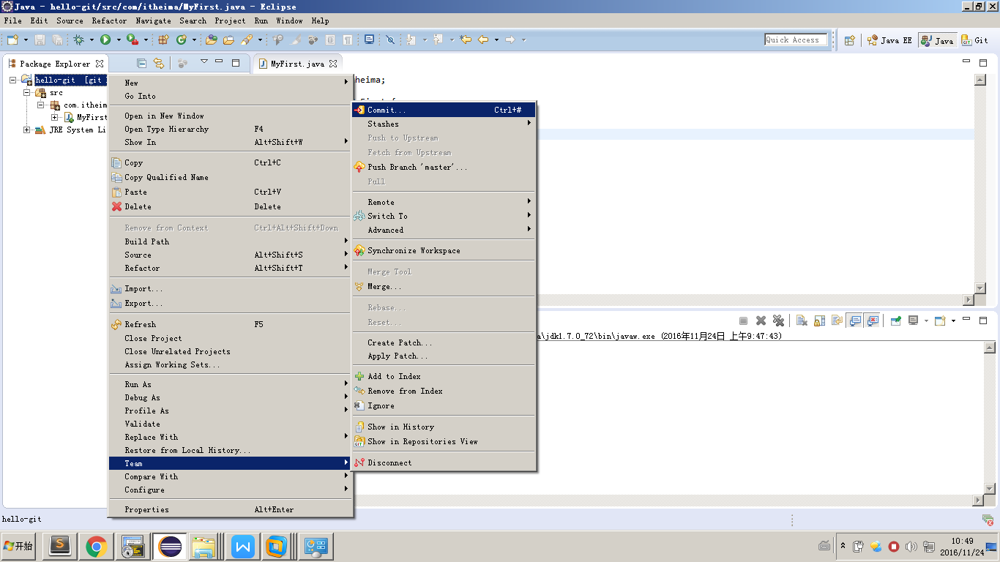 Java - hello-git/src/com/itheima/MyFirst.java - Eclipse
File Edit Source Refactor Navigate Search Project Run Window Help
Quick Access Java EE Java Git
Package Explorer MyFirst.java
hello-git [git
src
com.itheim
MyFirst
JRE System Li
heima;
New
Go Into
Open in New Window
Open Type Hierarchy F4
Show In Alt+Shift+W
Copy Ctrl+C
Copy Qualified Name
Paste Ctrl+V
Delete Delete
Remove from Context Ctrl+Alt+Shift+Down
Build Path
Source Alt+Shift+S
Refactor Alt+Shift+T
Import...
Export...
Refresh F5
Close Project
Close Unrelated Projects
Assign Working Sets...
Run As
Debug As
Profile As
Validate
Replace With
Restore from Local History...
Team
Compare With
Configure
Properties Alt+Enter
Commit... Ctrl+#
Stashes
Push to Upstream
Fetch from Upstream
Push Branch 'master'...
Pull
Remote
Switch To
Advanced
Synchronize Workspace
Merge Tool
Merge...
Rebase...
Reset...
Create Patch...
Apply Patch...
Add to Index
Remove from Index
Ignore
Show in History
Show in Repositories View
Disconnect
a\jdk1.7.0_72\bin\javaw.exe (2016年11月24日 上午9:47:43)
hello-git
开始
10:49
2016/11/24